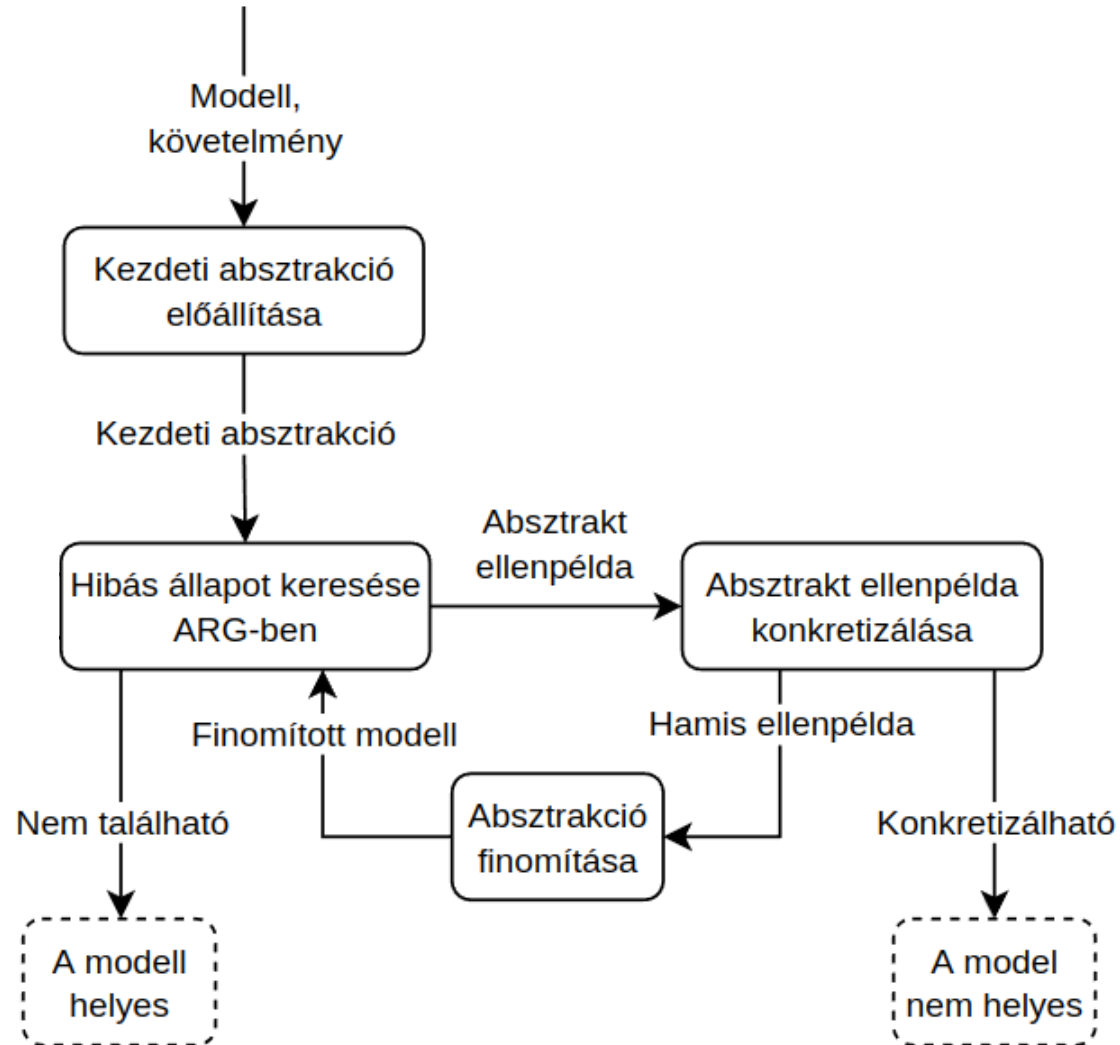 Modell,
követelmény
Kezdeti absztrakció
előállítása
Kezdeti absztrakció
Absztrakt
ellenpélda
Hibás állapot keresése
ARG-ben
Absztrakt ellenpélda
konkretizálása
Finomított modell
Hamis ellenpélda
Absztrakció
finomítása
Nem található
Konkretizálható
A modell
helyes
A model
nem helyes